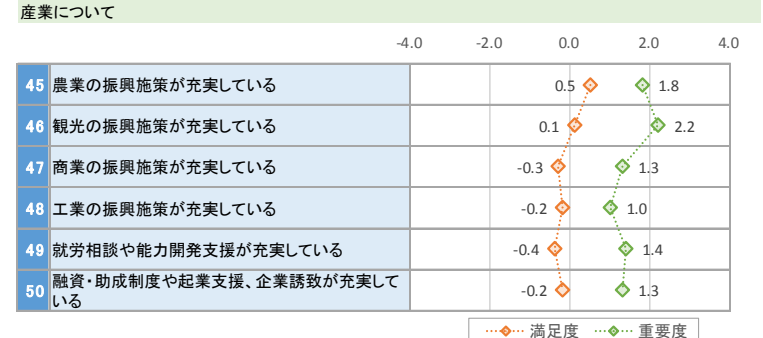 産業について
-4.0 -2.0 0.0 2.0 4.0
45 農業の振興施策が充実している 0.5 1.8
46 観光の振興施策が充実している 0.1 2.2
47 商業の振興施策が充実している -0.3 1.3
48 工業の振興施策が充実している -0.2 1.0
49 就労相談や能力開発支援が充実している -0.4 1.4
50 融資・助成制度や起業支援、企業誘致が充実して
いる -0.2 1.3
満足度 重要度